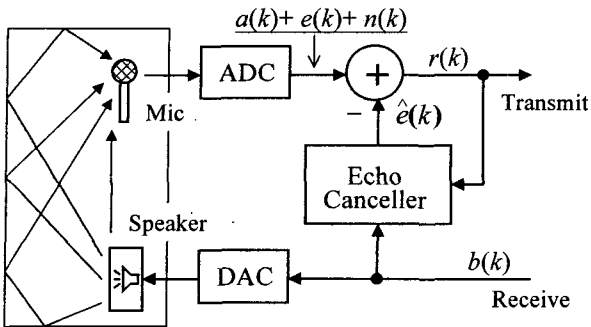 a(k)+ e(k)+ n(k)
ADC
+
r(k)
Transmit
Mic
−
ê(k)
Echo
Canceller
Speaker
DAC
b(k)
Receive